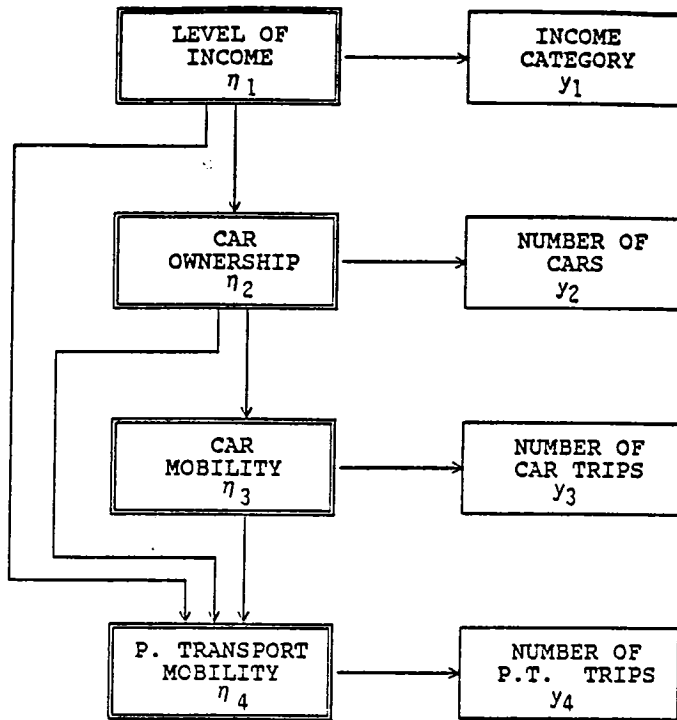 LEVEL OF
INCOME
η1
INCOME
CATEGORY
y1
CAR
OWNERSHIP
η2
NUMBER OF
CARS
y2
CAR
MOBILITY
η3
NUMBER OF
CAR TRIPS
y3
P. TRANSPORT
MOBILITY
η4
NUMBER OF
P.T. TRIPS
y4